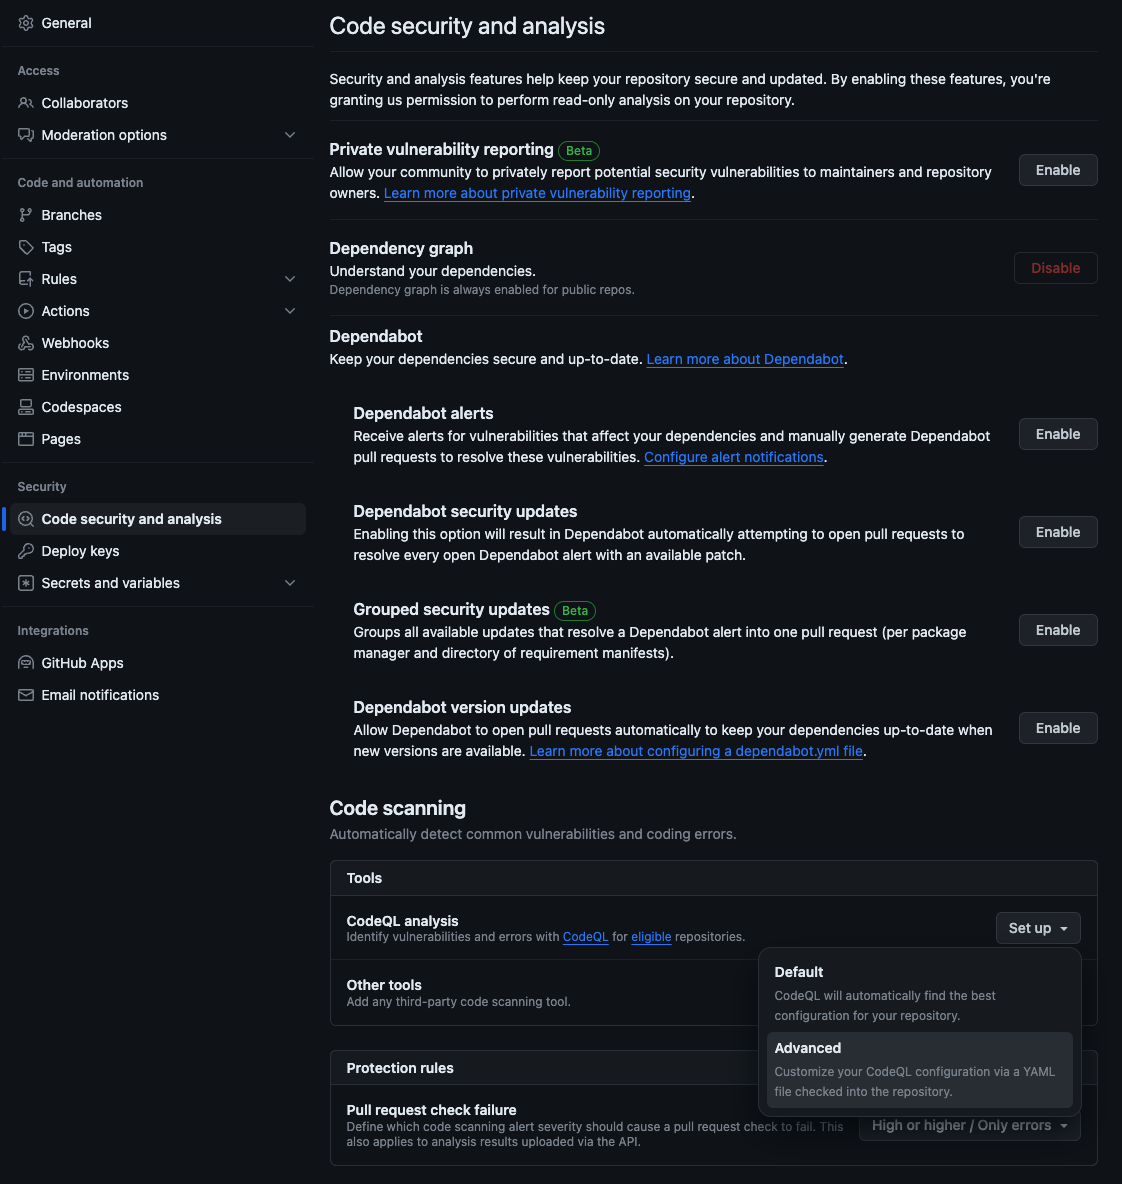 General
Access
Collaborators
Moderation options
Code and automation
Branches
Tags
Rules
Actions
Webhooks
Environments
Codespaces
Pages
Security
Code security and analysis
Deploy keys
Secrets and variables
Integrations
GitHub Apps
Email notifications
Code security and analysis
Security and analysis features help keep your repository secure and updated. By enabling these features, you're
granting us permission to perform read-only analysis on your repository.
Private vulnerability reporting Beta
Allow your community to privately report potential security vulnerabilities to maintainers and repository
owners. Learn more about private vulnerability reporting.
Enable
Dependency graph
Understand your dependencies.
Dependency graph is always enabled for public repos.
Disable
Dependabot
Keep your dependencies secure and up-to-date. Learn more about Dependabot.
Dependabot alerts
Receive alerts for vulnerabilities that affect your dependencies and manually generate Dependabot
pull requests to resolve these vulnerabilities. Configure alert notifications.
Enable
Dependabot security updates
Enabling this option will result in Dependabot automatically attempting to open pull requests to
resolve every open Dependabot alert with an available patch.
Enable
Grouped security updates Beta
Groups all available updates that resolve a Dependabot alert into one pull request (per package
manager and directory of requirement manifests).
Enable
Dependabot version updates
Allow Dependabot to open pull requests automatically to keep your dependencies up-to-date when
new versions are available. Learn more about configuring a dependabot.yml file.
Enable
Code scanning
Automatically detect common vulnerabilities and coding errors.
Tools
CodeQL analysis
Identify vulnerabilities and errors with CodeQL for eligible repositories.
Set up
Default
CodeQL will automatically find the best
configuration for your repository.
Advanced
Customize your CodeQL configuration via a YAML
file checked into the repository.
Other tools
Add any third-party code scanning tool.
Protection rules
Pull request check failure
Define which code scanning alert severity should cause a pull request check to fail. This
also applies to analysis results uploaded via the API.
High or higher / Only errors